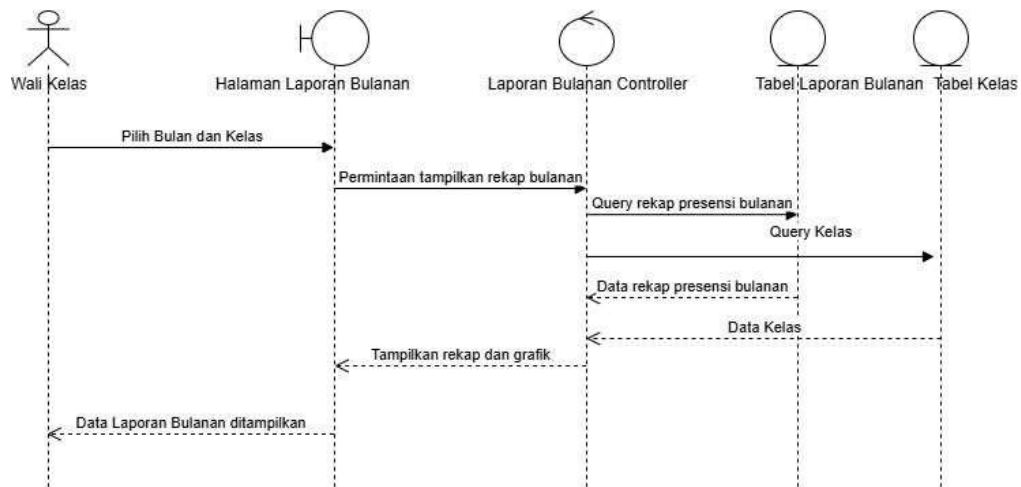 Wali Kelas
Halaman Laporan Bulanan
Laporan Bulanan Controller
Tabel Laporan Bulanan
Tabel Kelas
Pilih Bulan dan Kelas
Permintaan tampilkan rekap bulanan
Query rekap presensi bulanan
Query Kelas
Data rekap presensi bulanan
Data Kelas
Tampilkan rekap dan grafik
Data Laporan Bulanan ditampilkan